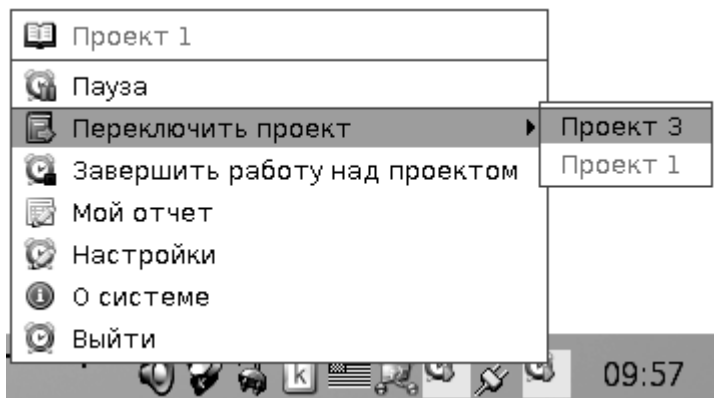 Проект 1
Пауза
Переключить проект
Проект 3
Завершить работу над проектом
Проект 1
Мой отчет
Настройки
О системе
Выйти
k
09:57